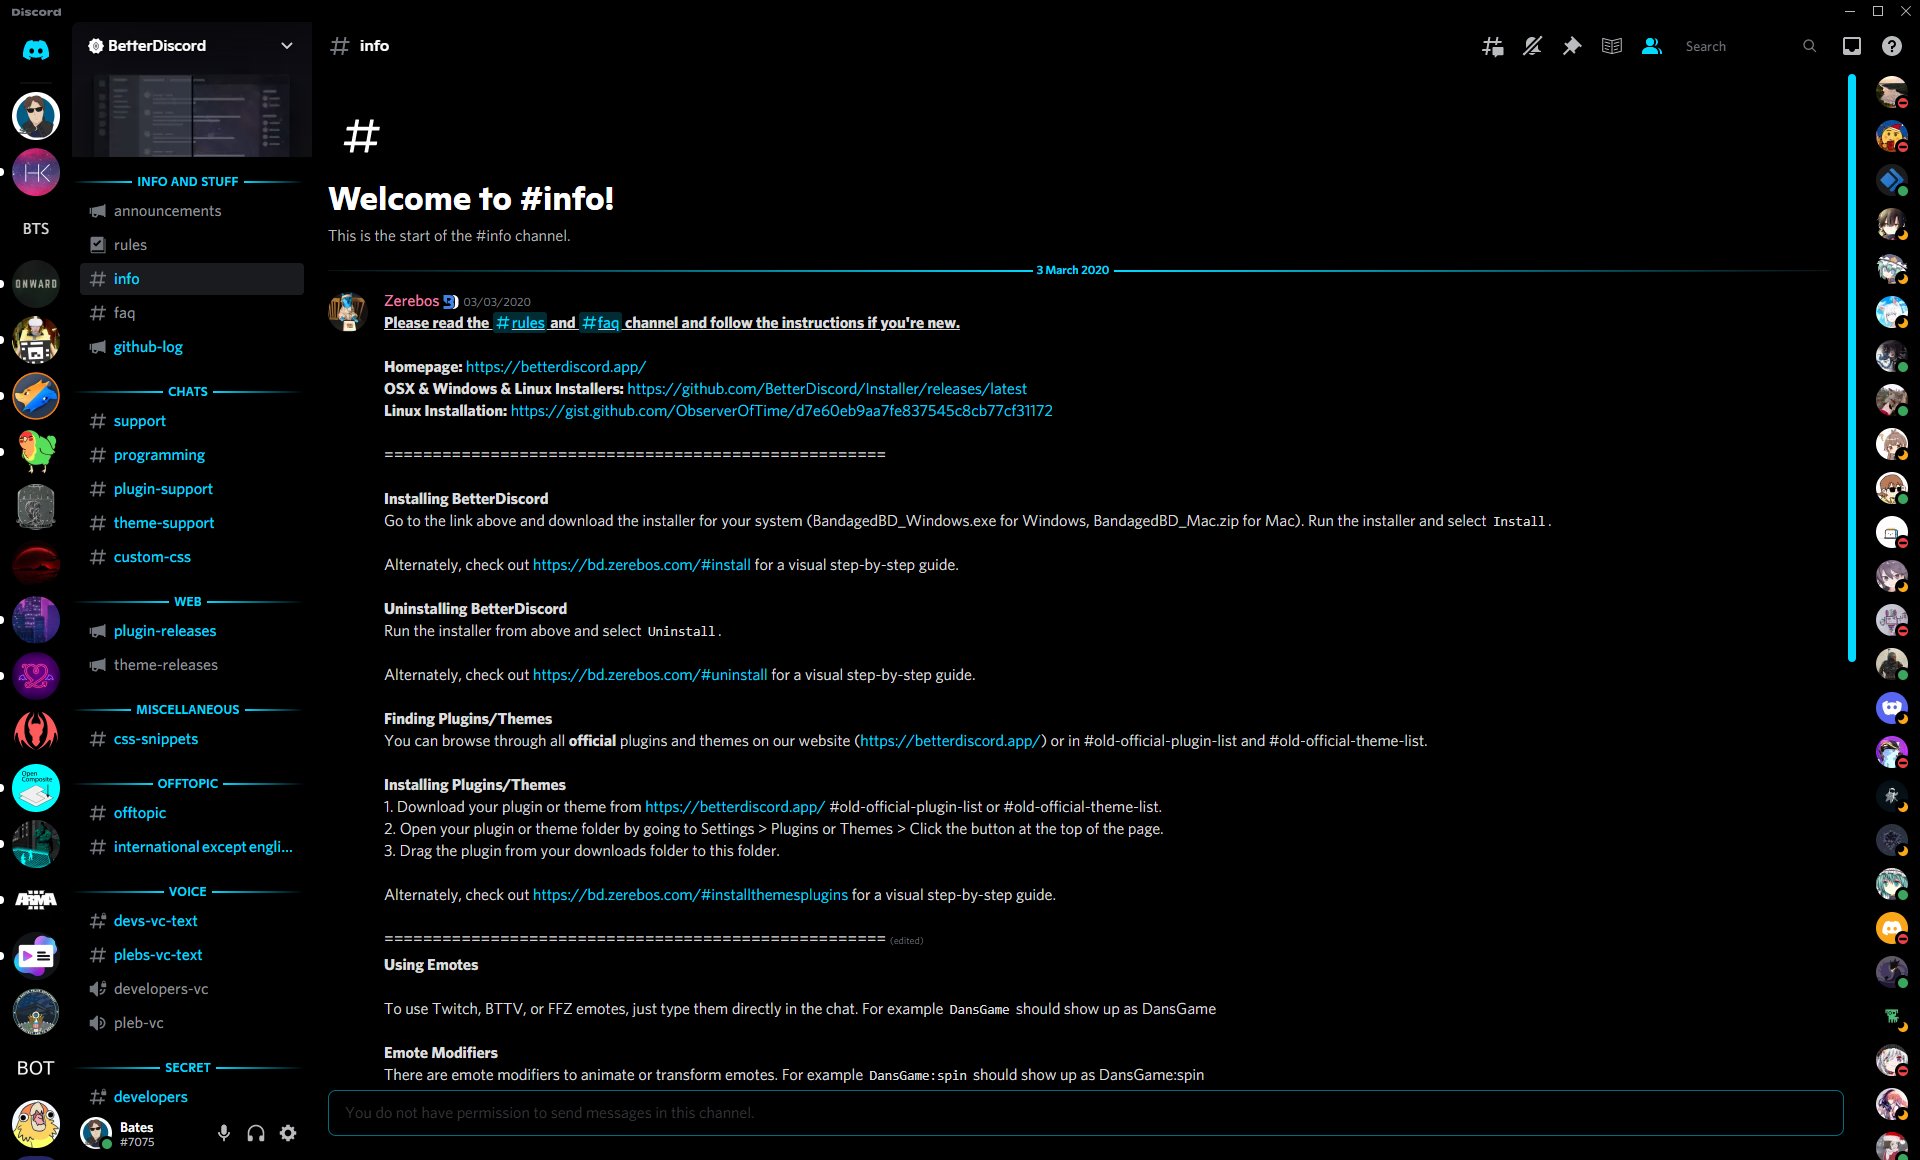 Discord
BetterDiscord
info
Search
HK
BTS
ONWARD
Open
Composite
ARMA
BOT
INFO AND STUFF
announcements
rules
info
faq
github-log
CHATS
support
programming
plugin-support
theme-support
custom-css
WEB
plugin-releases
theme-releases
MISCELLANEOUS
css-snippets
OFFTOPIC
offtopic
international except engli...
VOICE
devs-vc-text
plebs-vc-text
developers-vc
pleb-vc
SECRET
developers
Bates
#7075
#
Welcome to #info!
This is the start of the #info channel.
3 March 2020
Zerebos 03/03/2020
Please read the #rules and #faq channel and follow the instructions if you're new.
Homepage: https://betterdiscord.app/
OSX & Windows & Linux Installers: https://github.com/BetterDiscord/Installer/releases/latest
Linux Installation: https://gist.github.com/ObserverOfTime/d7e60eb9aa7fe837545c8cb77cf31172
====================================================
Installing BetterDiscord
Go to the link above and download the installer for your system (BandagedBD_Windows.exe for Windows, BandagedBD_Mac.zip for Mac). Run the installer and select Install.
Alternately, check out https://bd.zerebos.com/#install for a visual step-by-step guide.
Uninstalling BetterDiscord
Run the installer from above and select Uninstall.
Alternately, check out https://bd.zerebos.com/#uninstall for a visual step-by-step guide.
Finding Plugins/Themes
You can browse through all official plugins and themes on our website (https://betterdiscord.app/) or in #old-official-plugin-list and #old-official-theme-list.
Installing Plugins/Themes
1. Download your plugin or theme from https://betterdiscord.app/ #old-official-plugin-list or #old-official-theme-list.
2. Open your plugin or theme folder by going to Settings > Plugins or Themes > Click the button at the top of the page.
3. Drag the plugin from your downloads folder to this folder.
Alternately, check out https://bd.zerebos.com/#installthemesplugins for a visual step-by-step guide.
==================================================== (edited)
Using Emotes
To use Twitch, BTTV, or FFZ emotes, just type them directly in the chat. For example DansGame should show up as DansGame
Emote Modifiers
There are emote modifiers to animate or transform emotes. For example DansGame:spin should show up as DansGame:spin
You do not have permission to send messages in this channel.